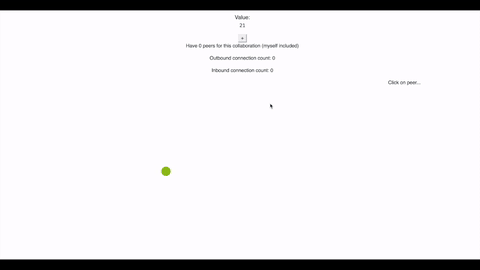 Value:
21
+
Have 0 peers for this collaboration (myself included)
Outbound connection count: 0
Inbound connection count: 0
Click on peer...